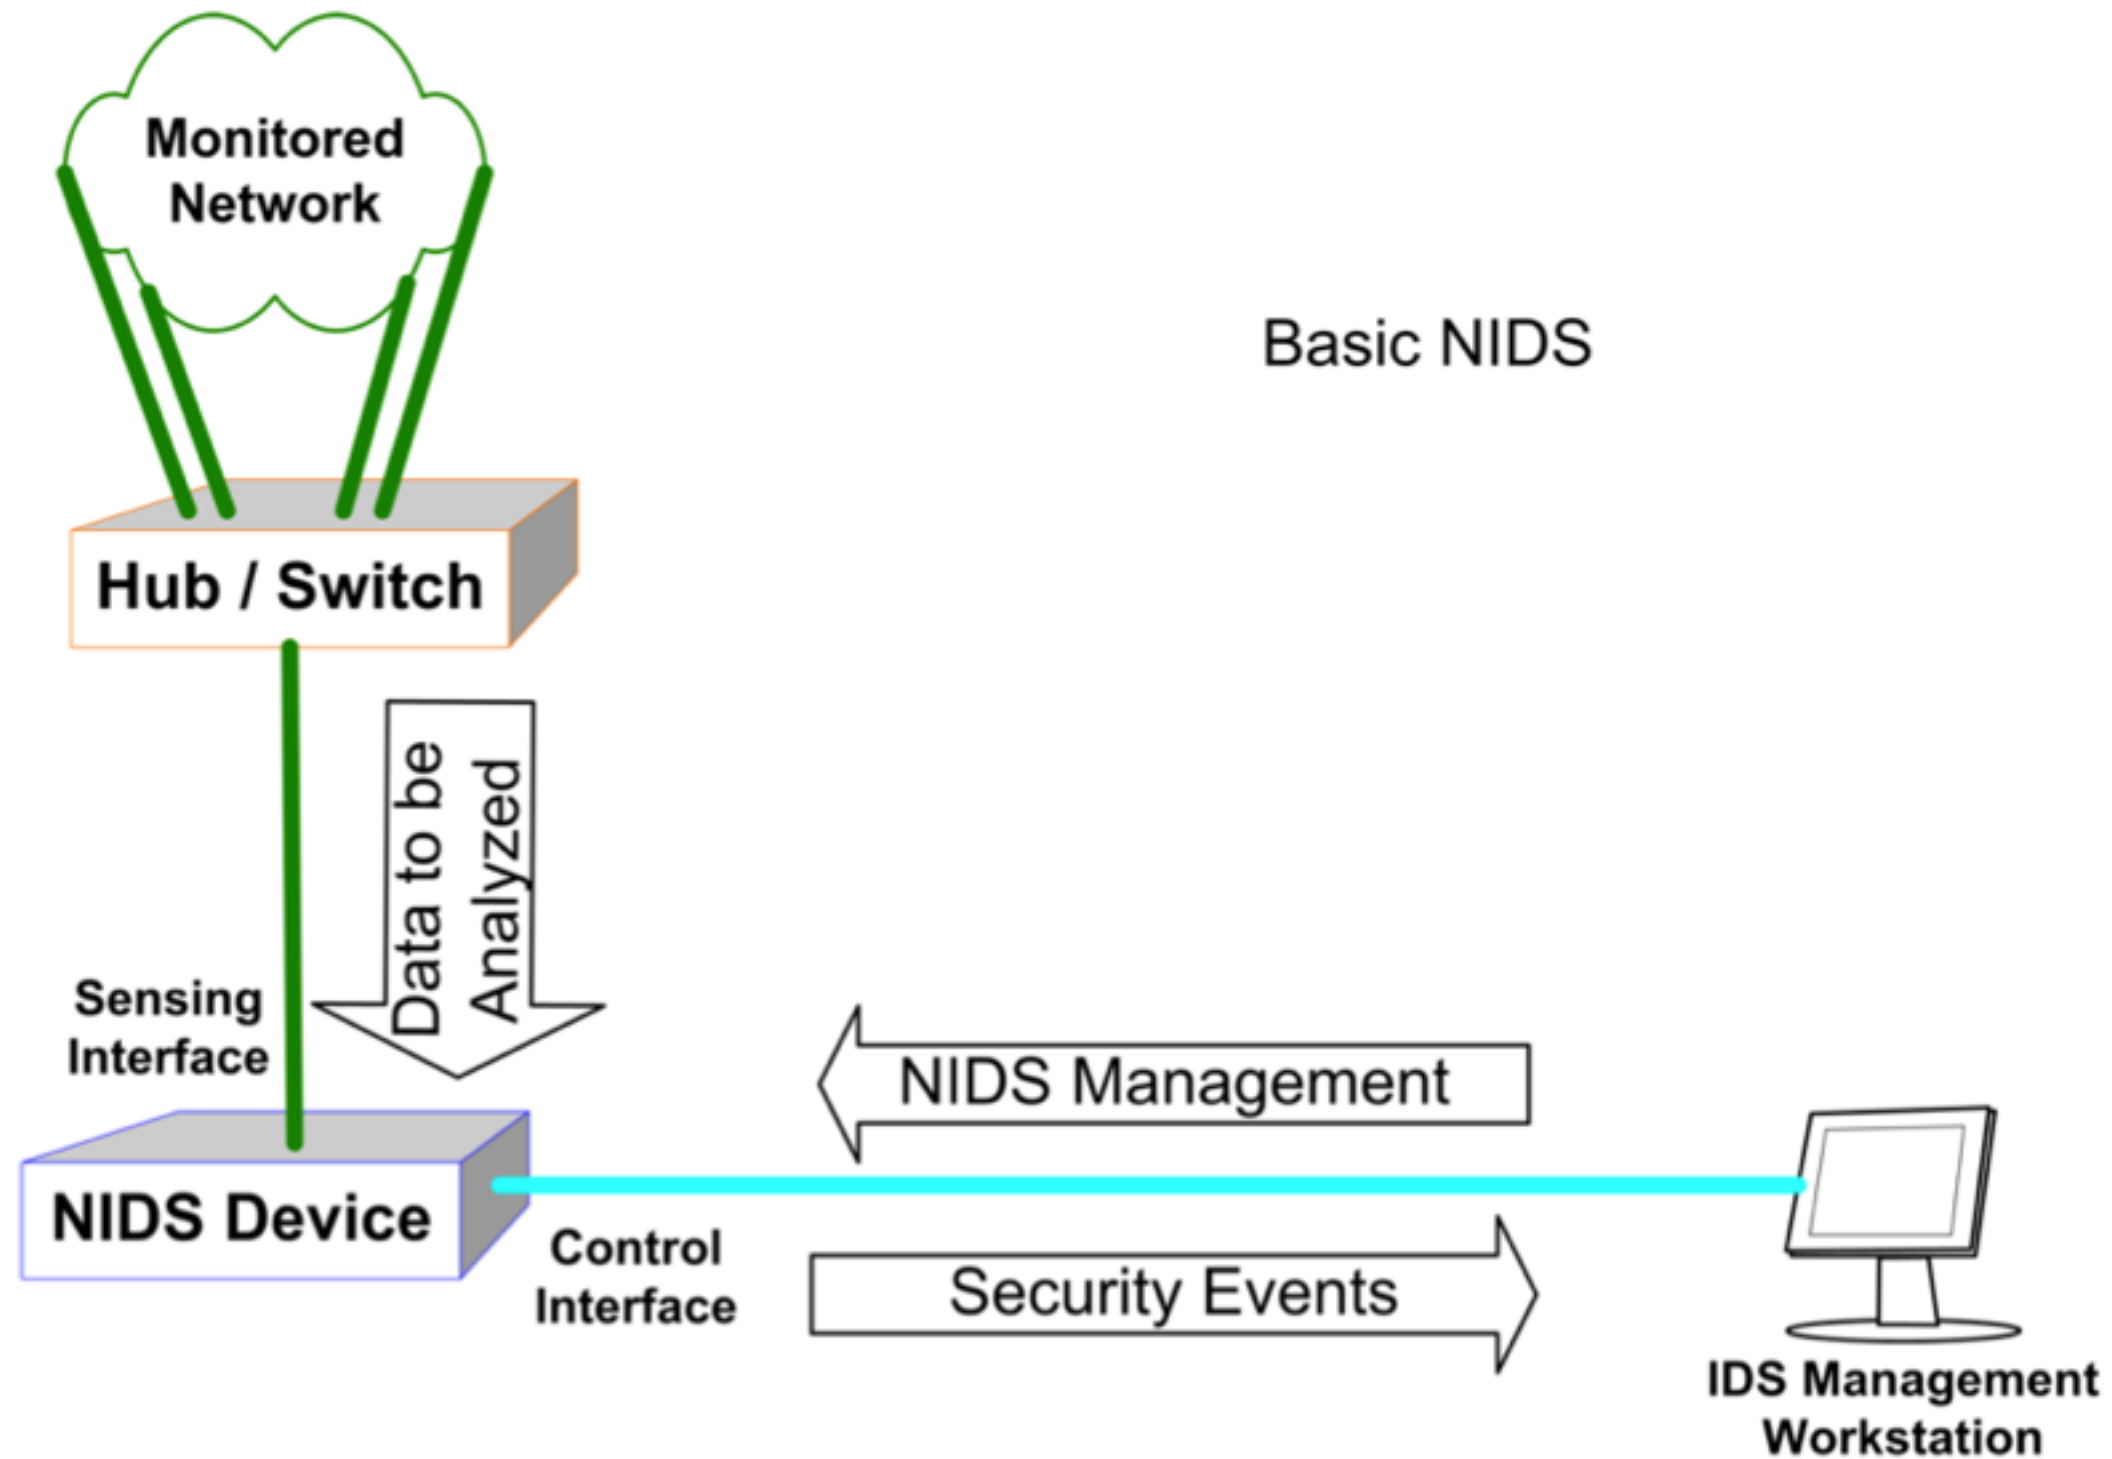 Monitored
Network
Basic NIDS
Hub / Switch
Data to be
Analyzed
Sensing
Interface
NIDS Management
NIDS Device
Control
Interface
Security Events
IDS Management
Workstation